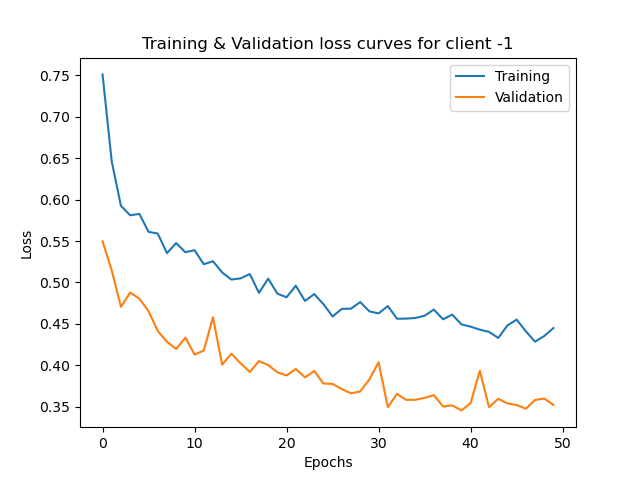 Training & Validation loss curves for client -1
Training
Validation
0.75
0.70
0.65
0.60
0.55
0.50
0.45
0.40
0.35
Loss
0 10 20 30 40 50
Epochs